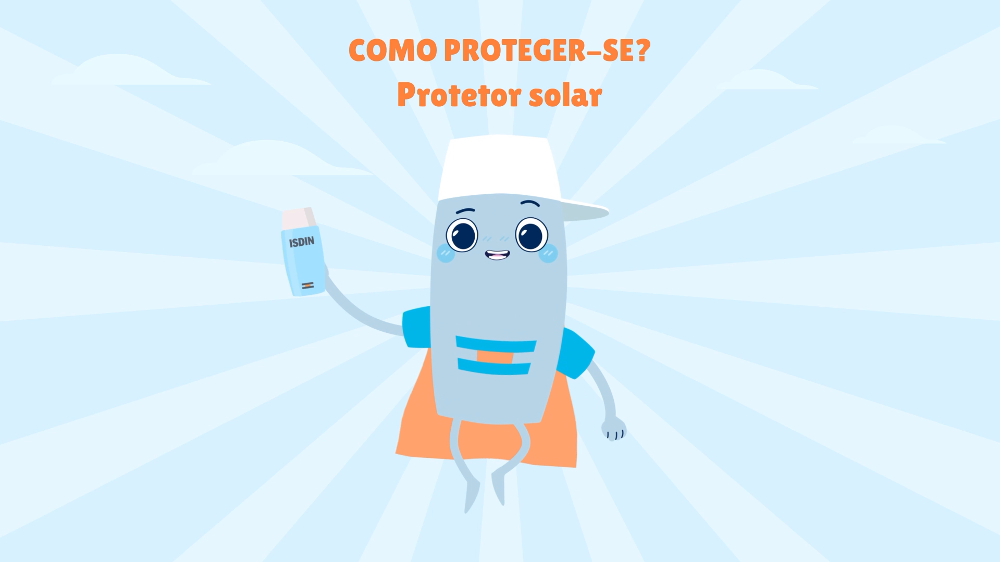 COMO PROTEGER-SE?
Protetor solar
ISDIN